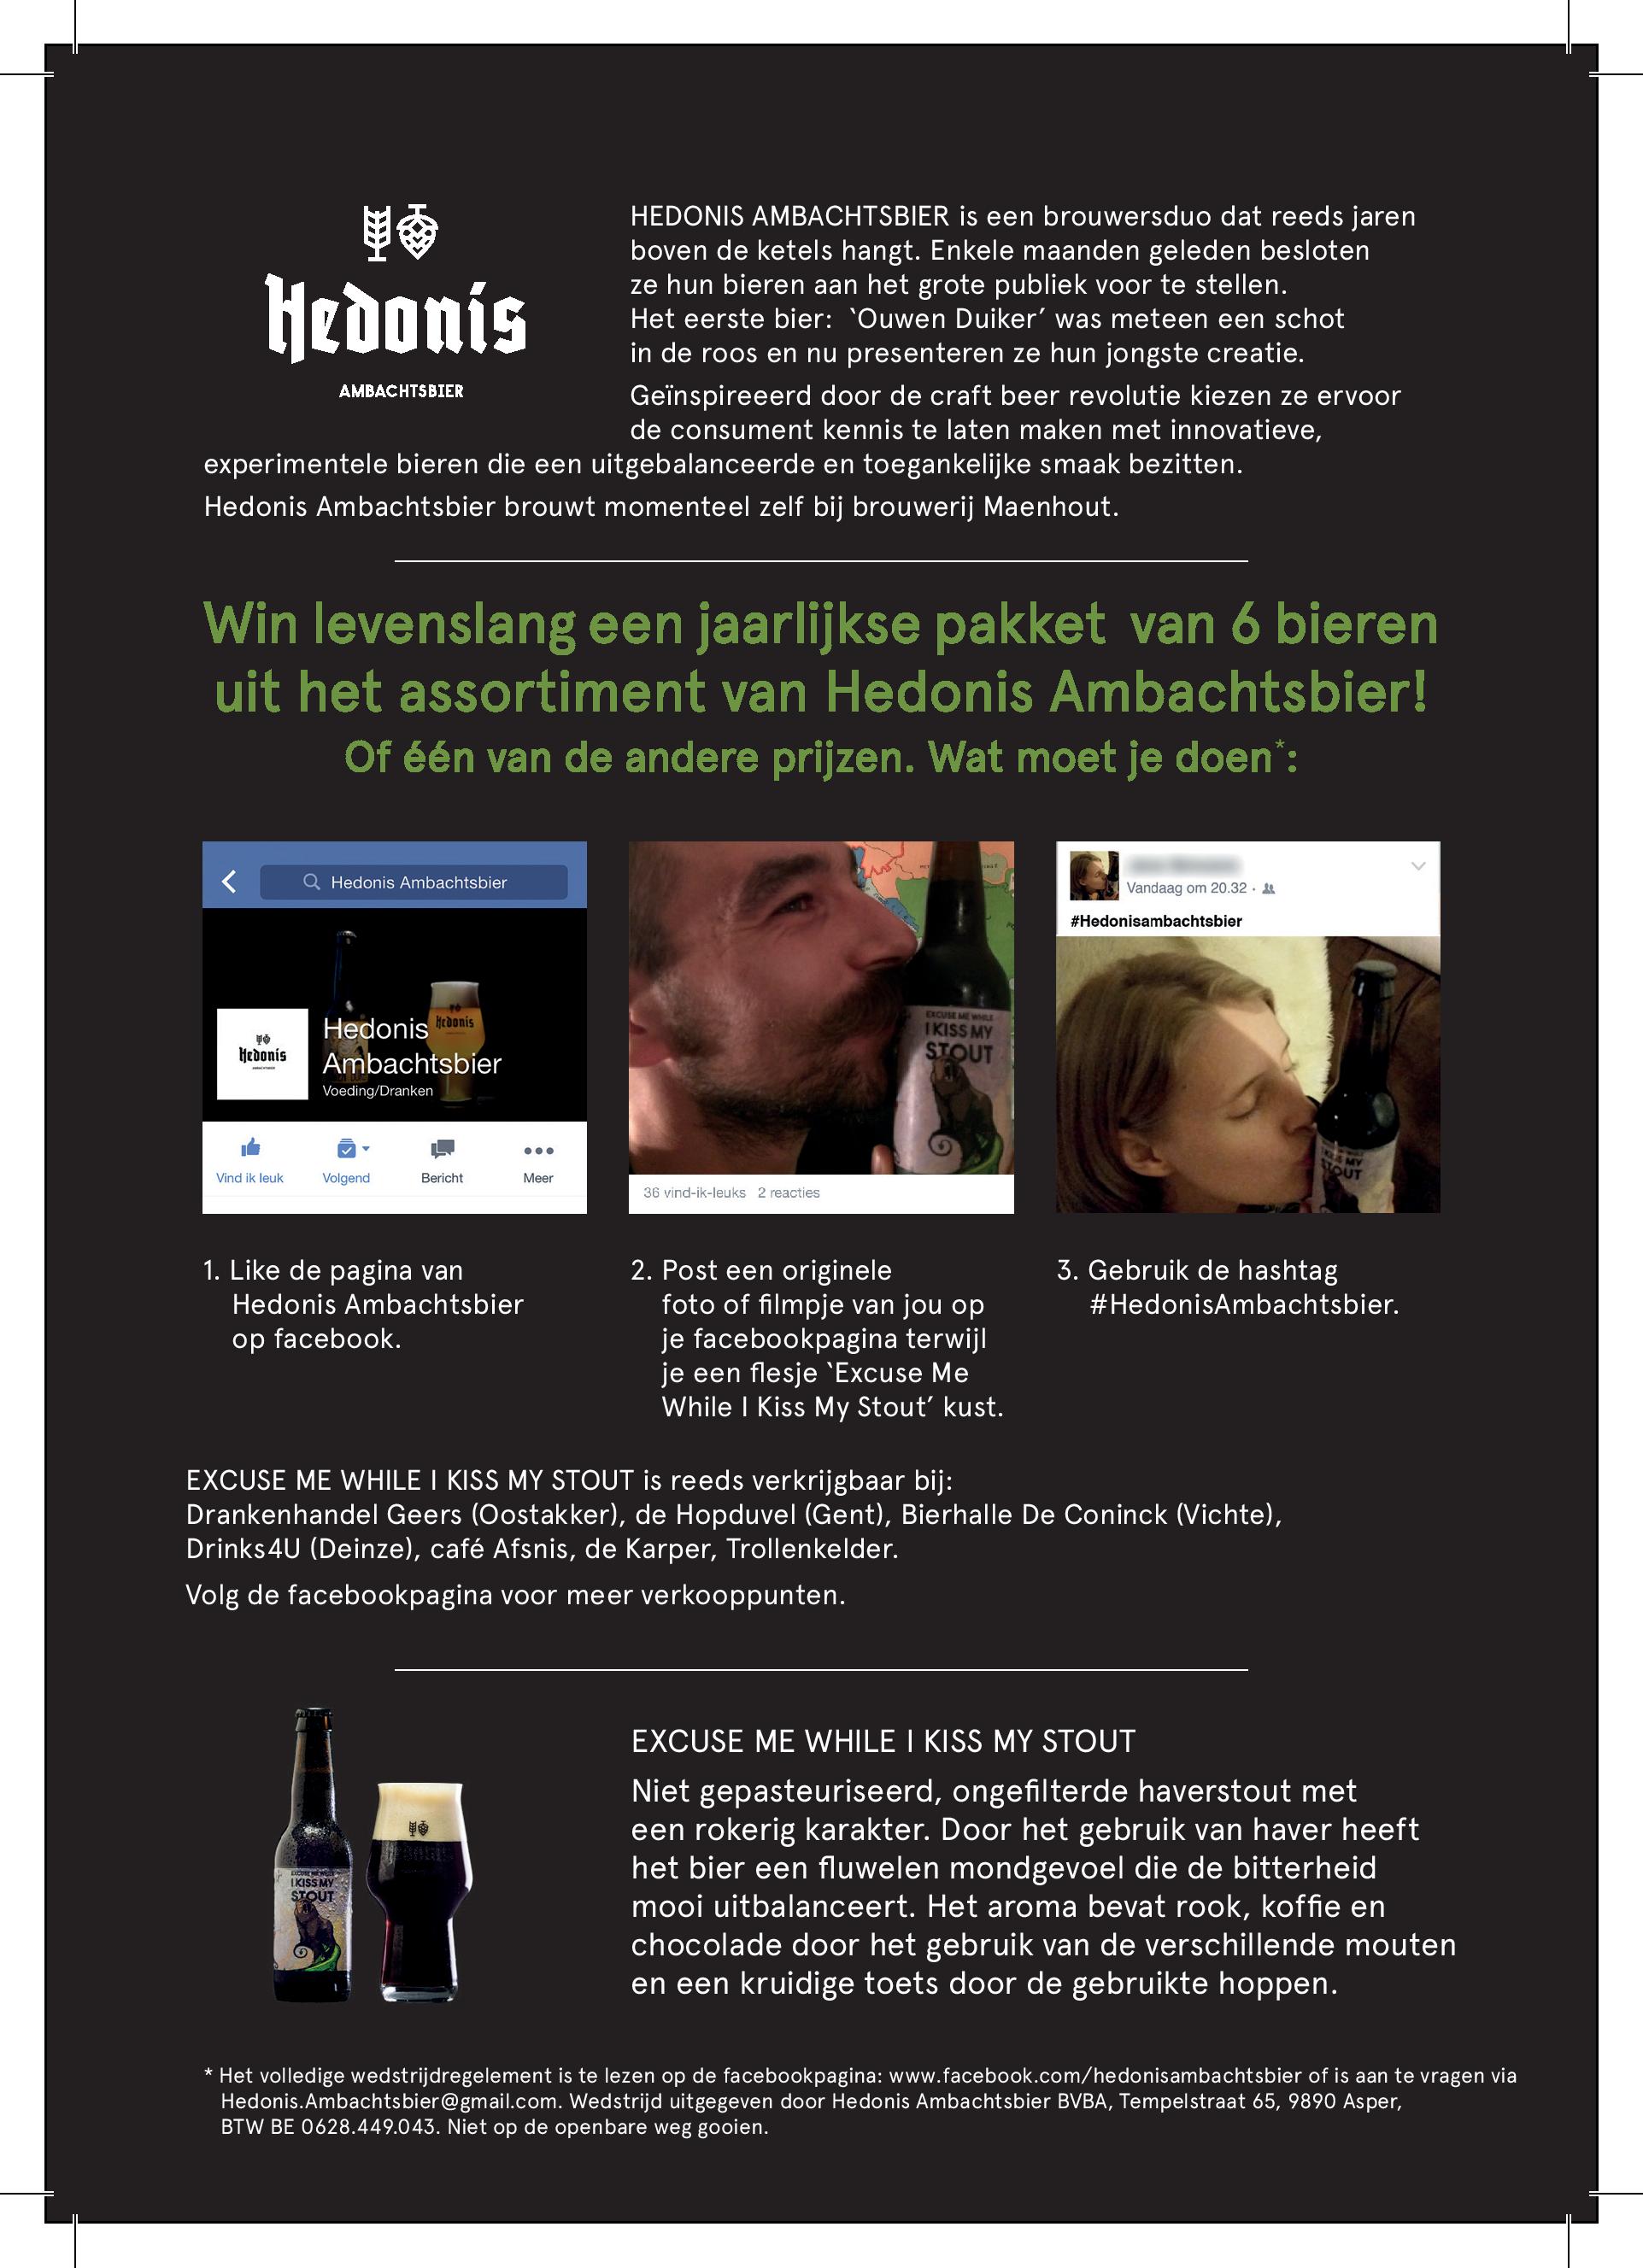 Hedonis
AMBACHTSBIER
HEDONIS AMBACHTSBIER is een brouwersduo dat reeds jaren
boven de ketels hangt. Enkele maanden geleden besloten
ze hun bieren aan het grote publiek voor te stellen.
Het eerste bier: ‘Ouwen Duiker’ was meteen een schot
in de roos en nu presenteren ze hun jongste creatie.
Geïnspireeerd door de craft beer revolutie kiezen ze ervoor
de consument kennis te laten maken met innovatieve,
experimentele bieren die een uitgebalanceerde en toegankelijke smaak bezitten.
Hedonis Ambachtsbier brouwt momenteel zelf bij brouwerij Maenhout.
Win levenslang een jaarlijkse pakket van 6 bieren
uit het assortiment van Hedonis Ambachtsbier!
Of één van de andere prijzen. Wat moet je doen*:
Hedonis Ambachtsbier
Hedonis
Hedonis
Hedonis
Ambachtsbier
Voeding/Dranken
Vind ik leuk
Volgend
Bericht
Meer
EXCUSE ME WHILE
I KISS MY
STOUT
36 vind-ik-leuks 2 reacties
Vandaag om 20.32
#Hedonisambachtsbier
STOUT
1. Like de pagina van
Hedonis Ambachtsbier
op facebook.
2. Post een originele
foto of filmpje van jou op
je facebookpagina terwijl
je een flesje ‘Excuse Me
While I Kiss My Stout’ kust.
3. Gebruik de hashtag
#HedonisAmbachtsbier.
EXCUSE ME WHILE I KISS MY STOUT is reeds verkrijgbaar bij:
Drankenhandel Geers (Oostakker), de Hopduvel (Gent), Bierhalle De Coninck (Vichte),
Drinks4U (Deinze), café Afsnis, de Karper, Trollenkelder.
Volg de facebookpagina voor meer verkooppunten.
EXCUSE ME WHILE
I KISS MY
STOUT
EXCUSE ME WHILE I KISS MY STOUT
Niet gepasteuriseerd, ongefilterde haverstout met
een rokerig karakter. Door het gebruik van haver heeft
het bier een fluwelen mondgevoel die de bitterheid
mooi uitbalanceert. Het aroma bevat rook, koffie en
chocolade door het gebruik van de verschillende mouten
en een kruidige toets door de gebruikte hoppen.
* Het volledige wedstrijdregelement is te lezen op de facebookpagina: www.facebook.com/hedonisambachtsbier of is aan te vragen via
Hedonis.Ambachtsbier@gmail.com. Wedstrijd uitgegeven door Hedonis Ambachtsbier BVBA, Tempelstraat 65, 9890 Asper,
BTW BE 0628.449.043. Niet op de openbare weg gooien.